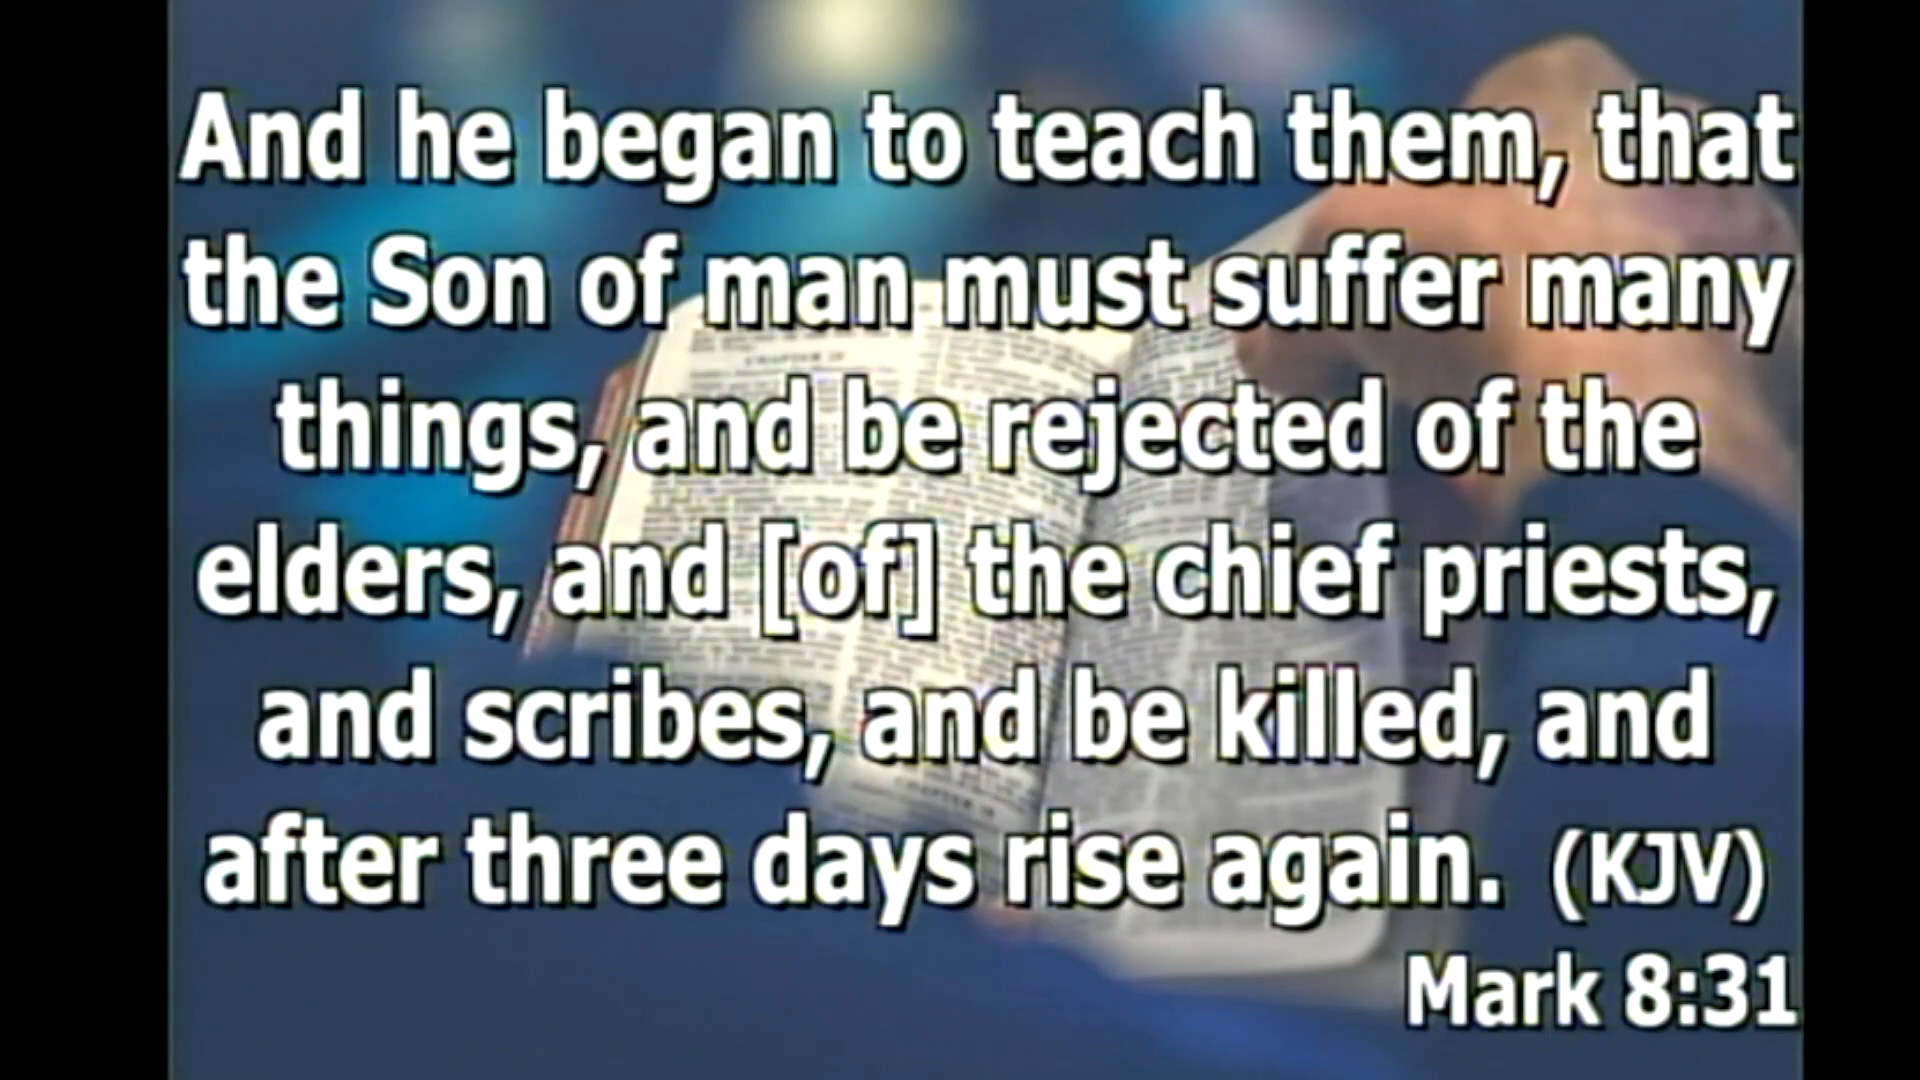 And he began to teach them, that
the Son of man must suffer many
things, and be rejected of the
elders, and [of] the chief priests,
and scribes, and be killed, and
after three days rise again. (KJV)
Mark 8:31